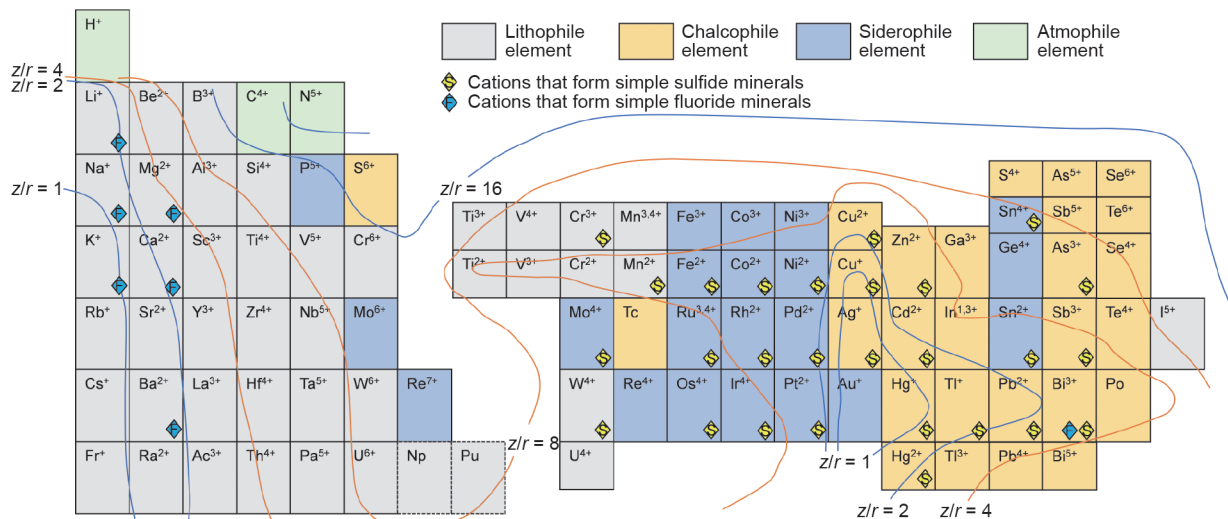 H⁺
Lithophile element
Chalcophile element
Siderophile element
Atmophile element
S Cations that form simple sulfide minerals
F Cations that form simple fluoride minerals
z/r = 4
z/r = 2
Li⁺ Be²⁺ B³⁺ C⁴⁺ N⁵⁺
F
Na⁺ Mg²⁺ Al³⁺ Si⁴⁺ P⁵⁺ S⁶⁺
F F
z/r = 1
z/r = 16
K⁺ Ca²⁺ Sc³⁺ Ti⁴⁺ V⁵⁺ Cr⁶⁺
F F
Rb⁺ Sr²⁺ Y³⁺ Zr⁴⁺ Nb⁵⁺ Mo⁶⁺
Cs⁺ Ba²⁺ La³⁺ Hf⁴⁺ Ta⁵⁺ W⁶⁺ Re⁷⁺
F
Fr⁺ Ra²⁺ Ac³⁺ Th⁴⁺ Pa⁵⁺ U⁶⁺ Np Pu
z/r = 8
S⁴⁺ As⁵⁺ Se⁶⁺
Ti³⁺ V⁴⁺ Cr³⁺ Mn³,⁴⁺ Fe³⁺ Co³⁺ Ni³⁺ Cu²⁺ Sn⁴⁺ Sb⁵⁺ Te⁶⁺
S S S
Zn²⁺ Ga³⁺ Ge⁴⁺ As³⁺ Se⁴⁺
Ti²⁺ V³⁺ Cr²⁺ Mn²⁺ Fe²⁺ Co²⁺ Ni²⁺ Cu⁺
S S S S S S S
Mo⁴⁺ Tc Ru³,⁴⁺ Rh²⁺ Pd²⁺ Ag⁺ Cd²⁺ In¹,³⁺ Sn²⁺ Sb³⁺ Te⁴⁺ I⁵⁺
S S S S S S S S
W⁴⁺ Re⁴⁺ Os⁴⁺ Ir⁴⁺ Pt²⁺ Au⁺ Hg⁺ Tl⁺ Pb²⁺ Bi³⁺ Po
S S S S S S S F S
U⁴⁺ Hg²⁺ Tl³⁺ Pb⁴⁺ Bi⁵⁺
S
z/r = 1
z/r = 2
z/r = 4